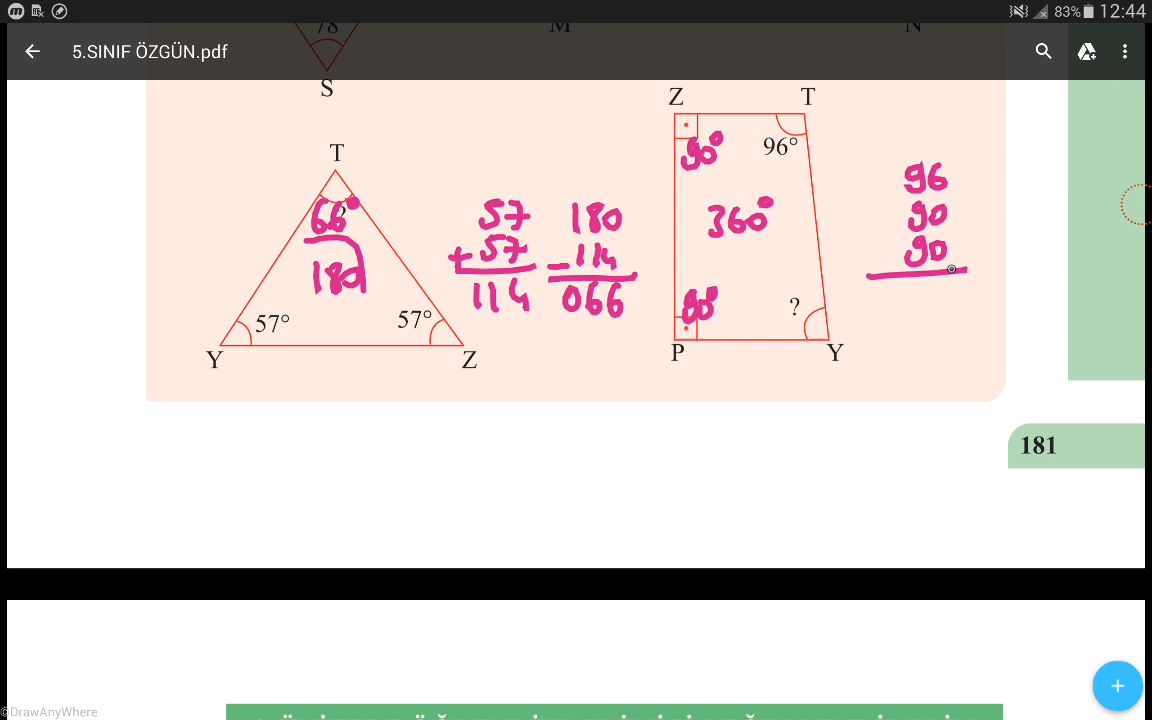 83% 12:44
5.SINIF ÖZGÜN.pdf
78
M
N
S
Z T
T
90° 96°
66°
180
57
+ 57
114
180
- 114
066
360°
96
90
90
57° 57°
90° ?
Y Z
P Y
181
©DrawAnyWhere